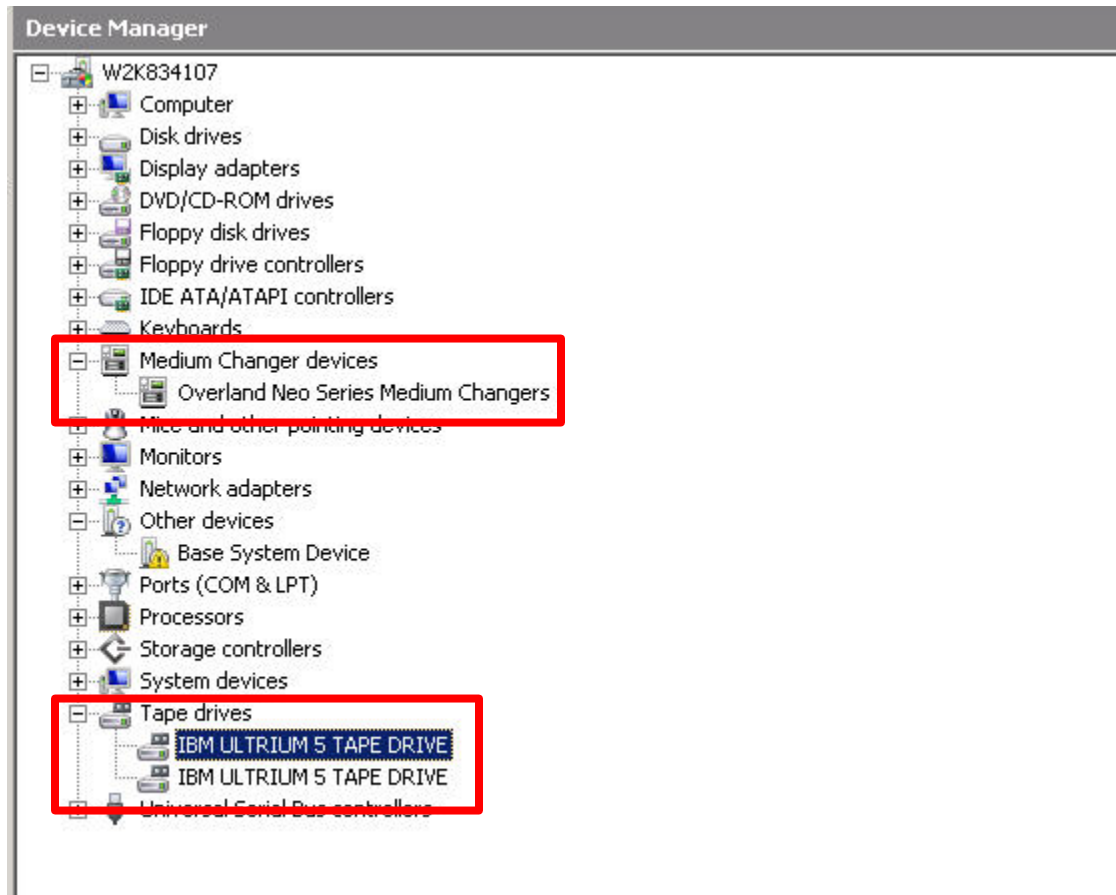 Device Manager
W2K834107
Computer
Disk drives
Display adapters
DVD/CD-ROM drives
Floppy disk drives
Floppy drive controllers
IDE ATA/ATAPI controllers
Keyboards
Medium Changer devices
Overland Neo Series Medium Changers
Mice and other pointing devices
Monitors
Network adapters
Other devices
Base System Device
Ports (COM & LPT)
Processors
Storage controllers
System devices
Tape drives
IBM ULTRIUM 5 TAPE DRIVE
IBM ULTRIUM 5 TAPE DRIVE
Universal Serial Bus controllers